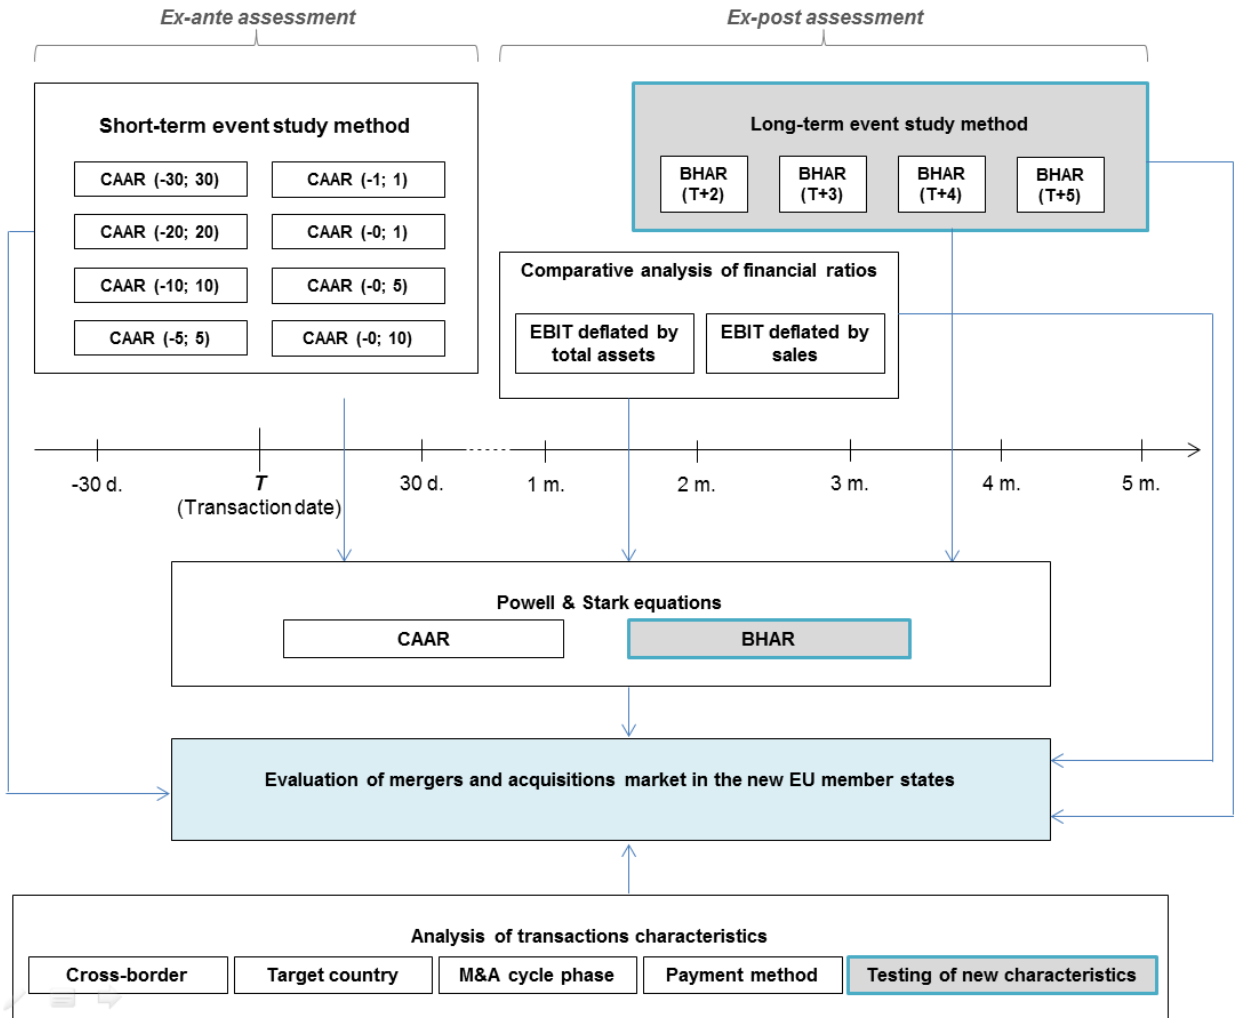 Ex-ante assessment
Ex-post assessment
Short-term event study method
CAAR (-30; 30)
CAAR (-1; 1)
CAAR (-20; 20)
CAAR (-0; 1)
CAAR (-10; 10)
CAAR (-0; 5)
CAAR (-5; 5)
CAAR (-0; 10)
Long-term event study method
BHAR
(T+2)
BHAR
(T+3)
BHAR
(T+4)
BHAR
(T+5)
Comparative analysis of financial ratios
EBIT deflated by
total assets
EBIT deflated by
sales
-30 d.
T
(Transaction date)
30 d.
1 m.
2 m.
3 m.
4 m.
5 m.
Powell & Stark equations
CAAR
BHAR
Evaluation of mergers and acquisitions market in the new EU member states
Analysis of transactions characteristics
Cross-border
Target country
M&A cycle phase
Payment method
Testing of new characteristics